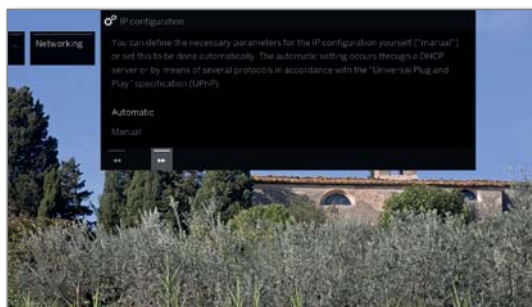 IP configuration
Networking
You can define the necessary parameters for the IP configuration yourself ("manual")
or set this to be done automatically. The automatic setting occurs through a DHCP
server or by means of several protocols in accordance with the "Universal Plug and
Play" specification (UPnP).
Automatic
Manual